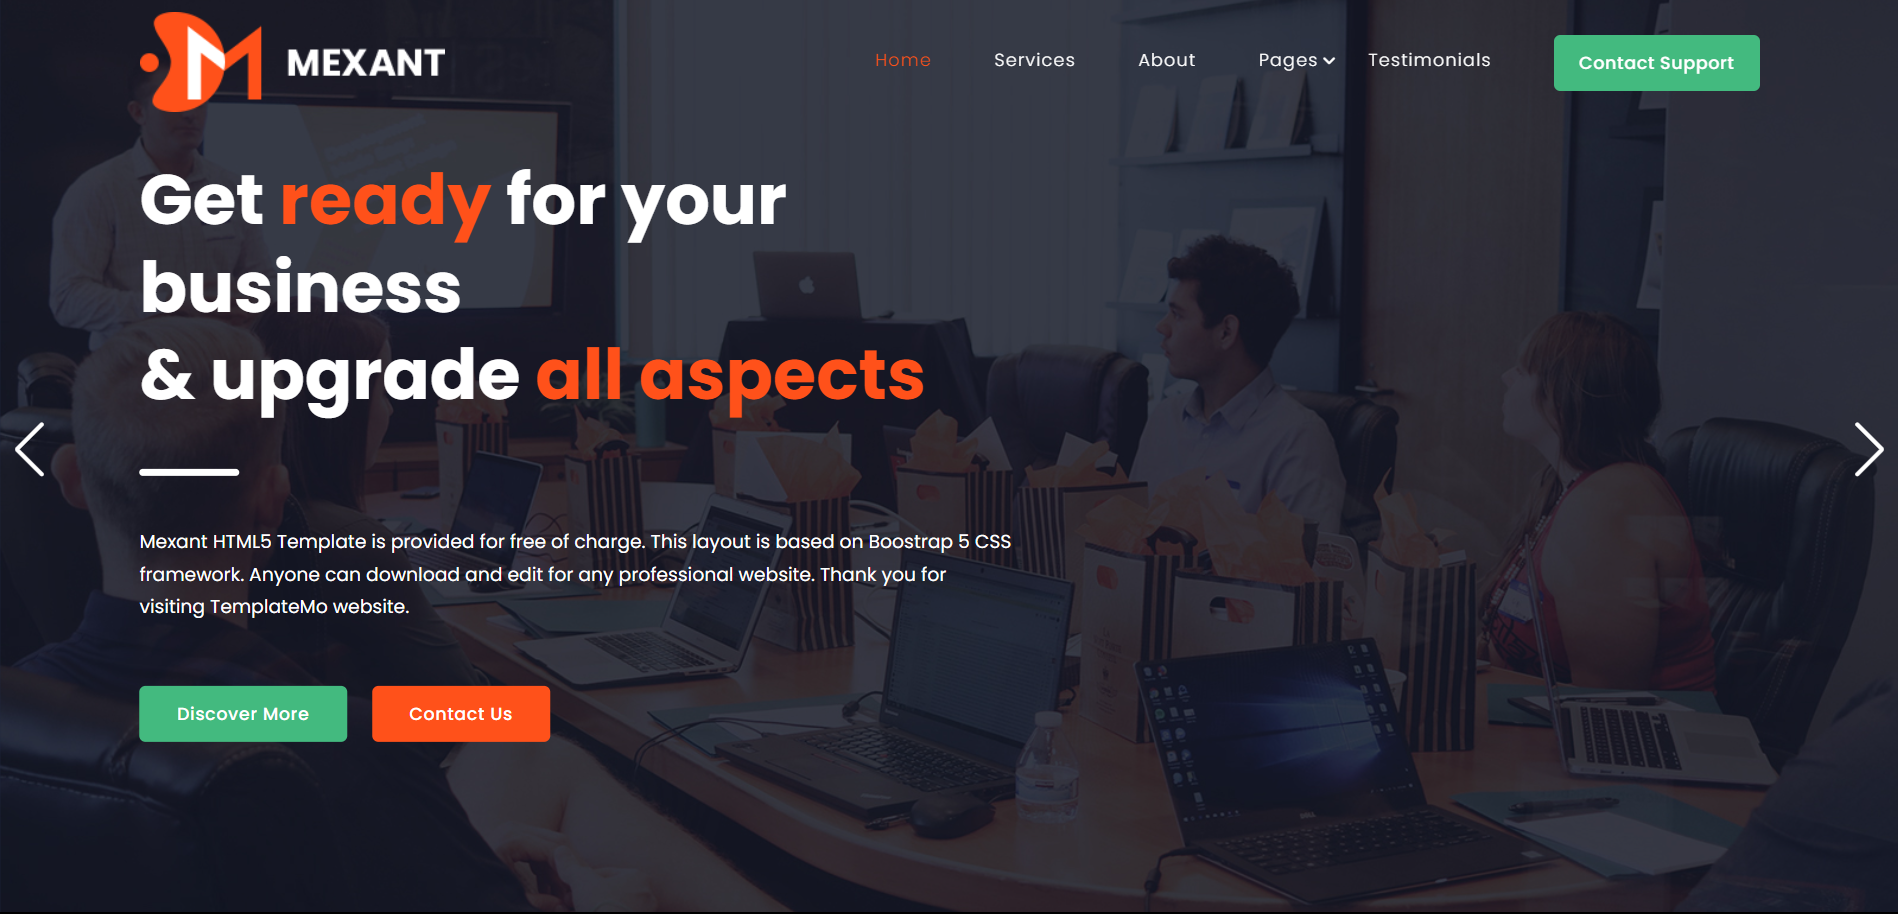 MEXANT
Home Services About Pages Testimonials Contact Support
Get ready for your
business
& upgrade all aspects
Mexant HTML5 Template is provided for free of charge. This layout is based on Boostrap 5 CSS
framework. Anyone can download and edit for any professional website. Thank you for
visiting TemplateMo website.
Discover More Contact Us